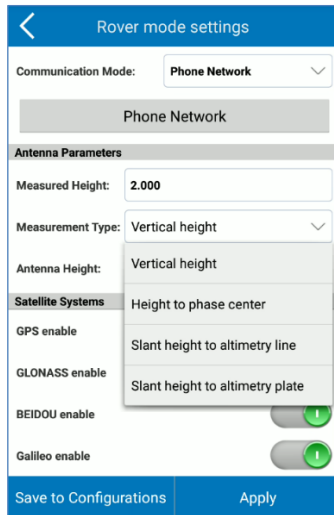 Rover mode settings
Communication Mode: Phone Network
Phone Network
Antenna Parameters
Measured Height: 2.000
Measurement Type: Vertical height
Antenna Height:
Vertical height
Height to phase center
Slant height to altimetry line
Slant height to altimetry plate
Satellite Systems
GPS enable
GLONASS enable
BEIDOU enable
Galileo enable
Save to Configurations Apply